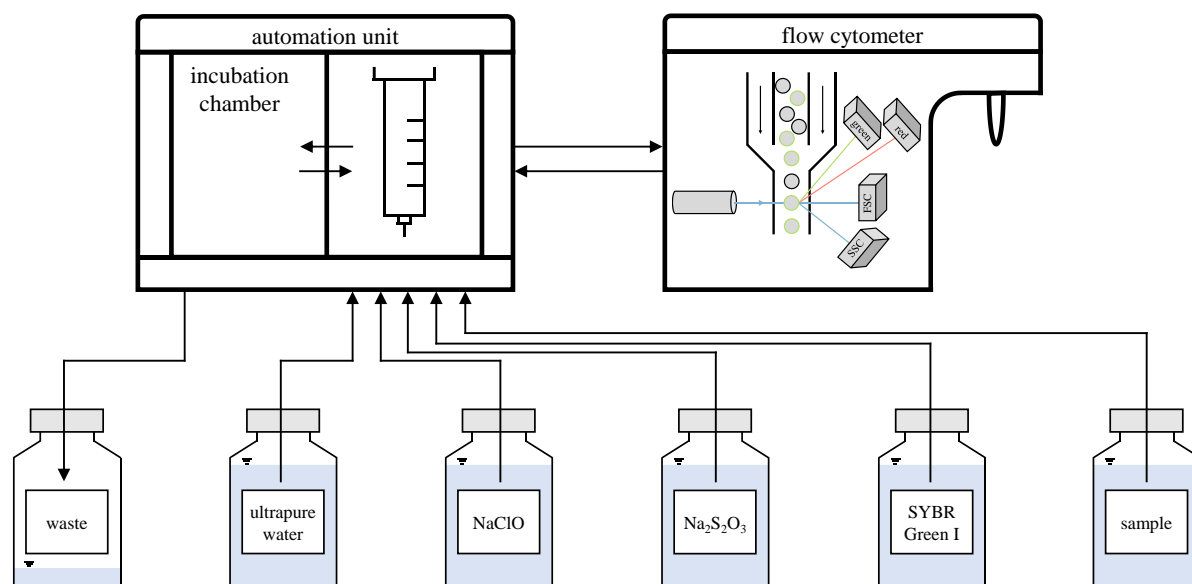 automation unit
flow cytometer
incubation
chamber
green
red
FSC
SSC
waste
ultrapure
water
NaClO
Na₂S₂O₃
SYBR
Green I
sample